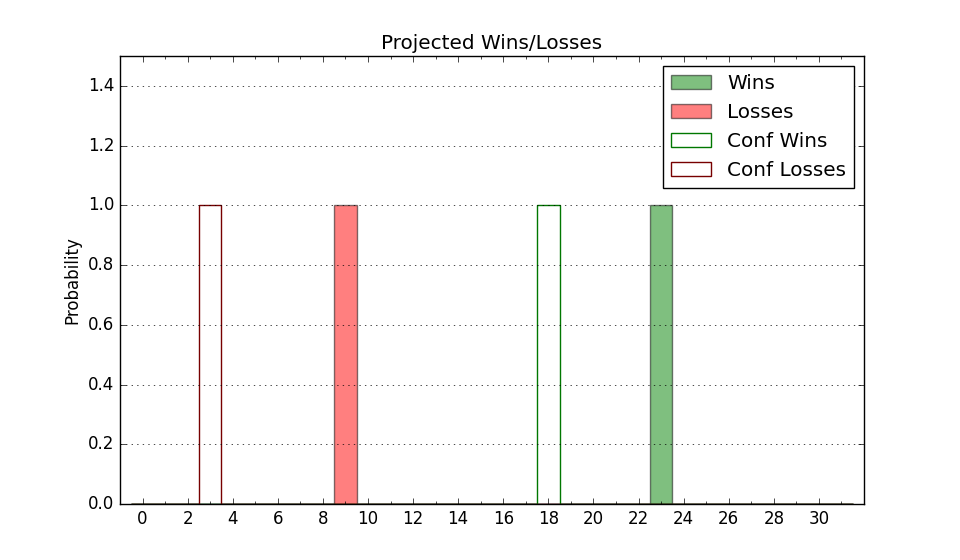 Projected Wins/Losses
Wins
Losses
Conf Wins
Conf Losses
Probability
1.4
1.2
1.0
0.8
0.6
0.4
0.2
0.0
0 2 4 6 8 10 12 14 16 18 20 22 24 26 28 30